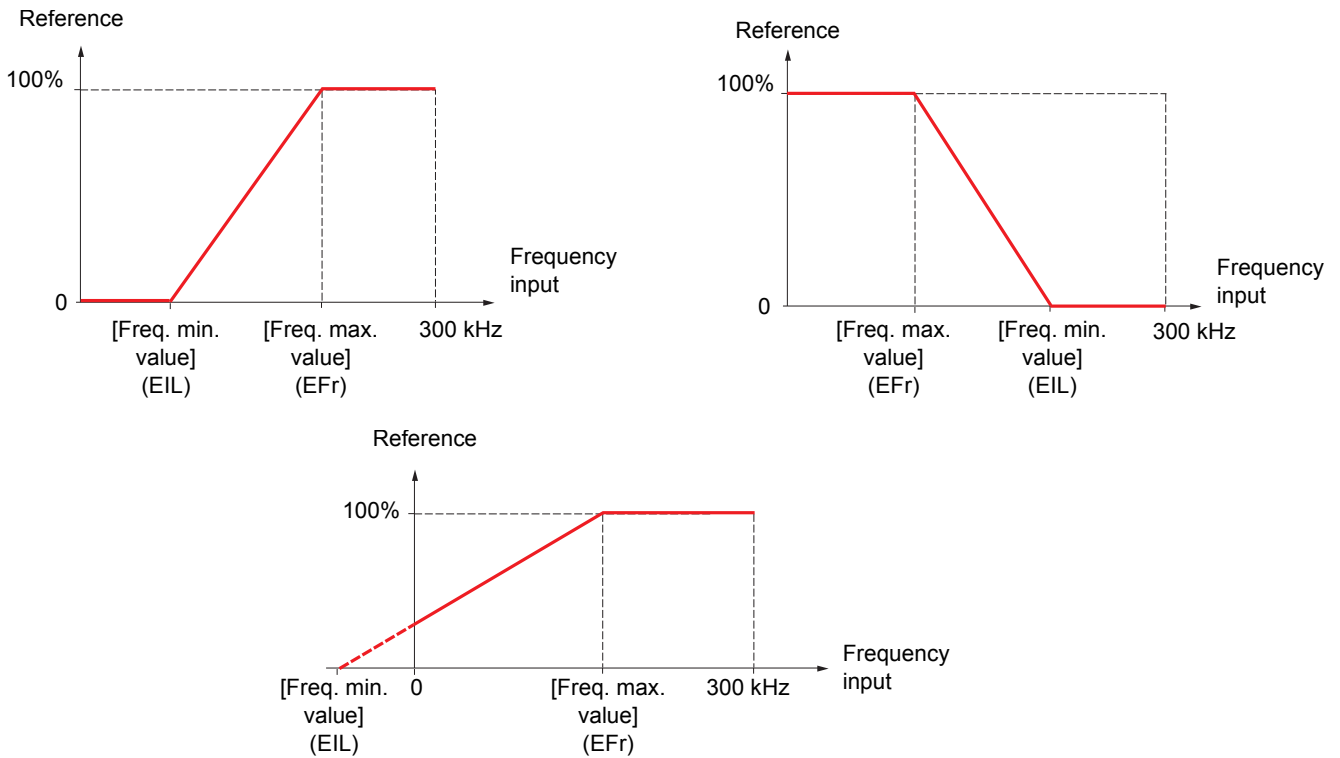 Reference
100%
0
Frequency
input
[Freq. min.
value]
(EIL)
[Freq. max.
value]
(EFr)
300 kHz
Reference
100%
0
Frequency
input
[Freq. max.
value]
(EFr)
[Freq. min.
value]
(EIL)
300 kHz
Reference
100%
Frequency
input
[Freq. min.
value]
(EIL)
0
[Freq. max.
value]
(EFr)
300 kHz